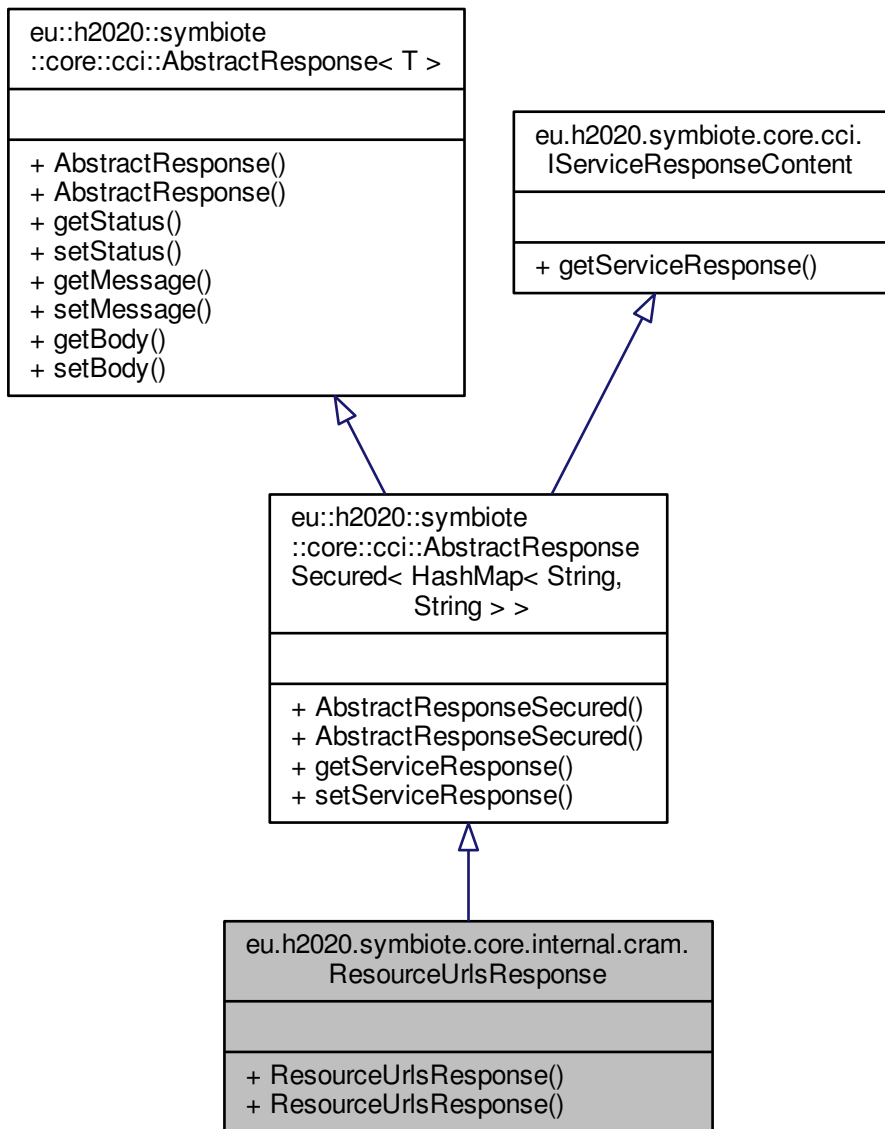 eu::h2020::symbiote
::core::cci::AbstractResponse< T >
+ AbstractResponse()
+ AbstractResponse()
+ getStatus()
+ setStatus()
+ getMessage()
+ setMessage()
+ getBody()
+ setBody()
eu.h2020.symbiote.core.cci.
IServiceResponseContent
+ getServiceResponse()
eu::h2020::symbiote
::core::cci::AbstractResponse
Secured< HashMap< String,
String > >
+ AbstractResponseSecured()
+ AbstractResponseSecured()
+ getServiceResponse()
+ setServiceResponse()
eu.h2020.symbiote.core.internal.cram.
ResourceUrlsResponse
+ ResourceUrlsResponse()
+ ResourceUrlsResponse()